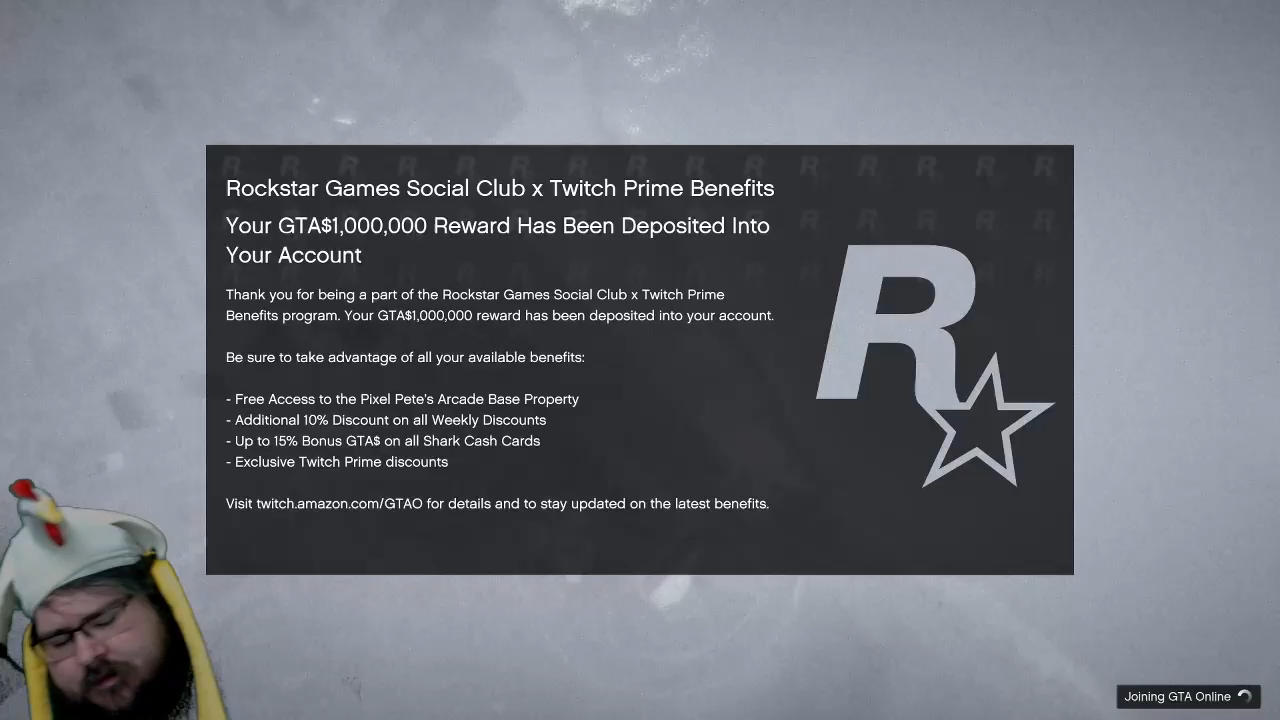 Rockstar Games Social Club x Twitch Prime Benefits
Your GTA$1,000,000 Reward Has Been Deposited Into
Your Account
Thank you for being a part of the Rockstar Games Social Club x Twitch Prime
Benefits program. Your GTA$1,000,000 reward has been deposited into your account.
Be sure to take advantage of all your available benefits:
- Free Access to the Pixel Pete's Arcade Base Property
- Additional 10% Discount on all Weekly Discounts
- Up to 15% Bonus GTA$ on all Shark Cash Cards
- Exclusive Twitch Prime discounts
Visit twitch.amazon.com/GTAO for details and to stay updated on the latest benefits.
R
Joining GTA Online